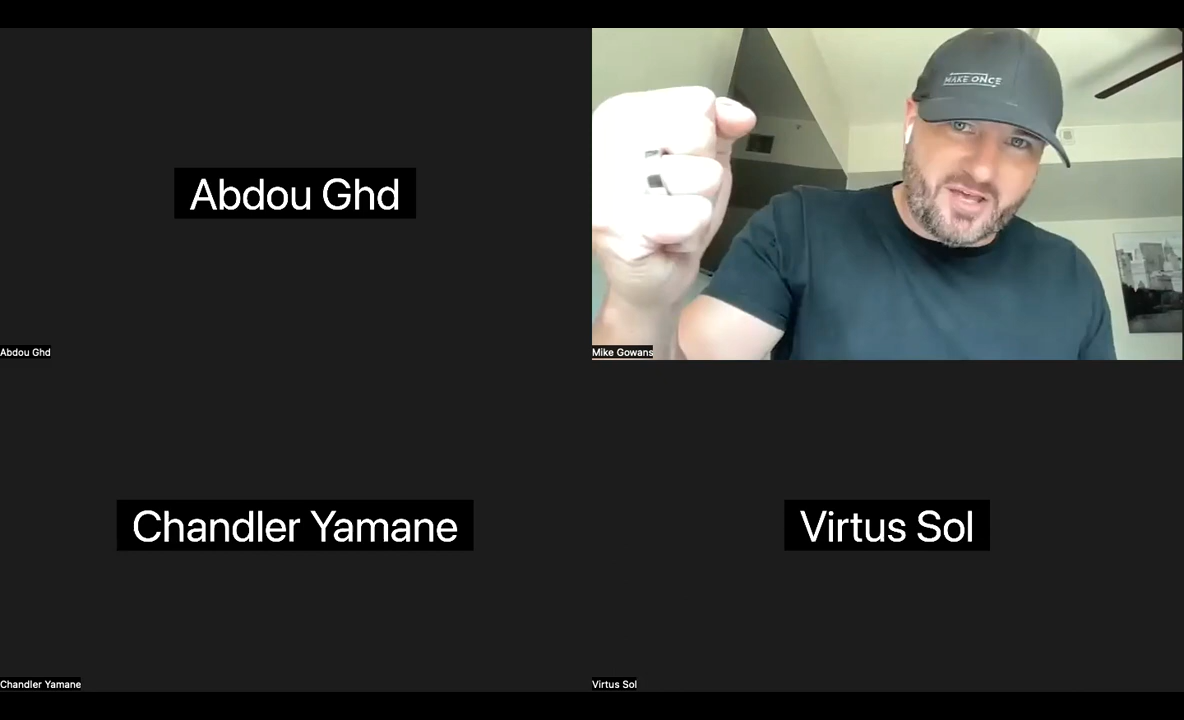 Abdou Ghd
Abdou Ghd
MAKE ONCE
Mike Gowans
Chandler Yamane
Chandler Yamane
Virtus Sol
Virtus Sol